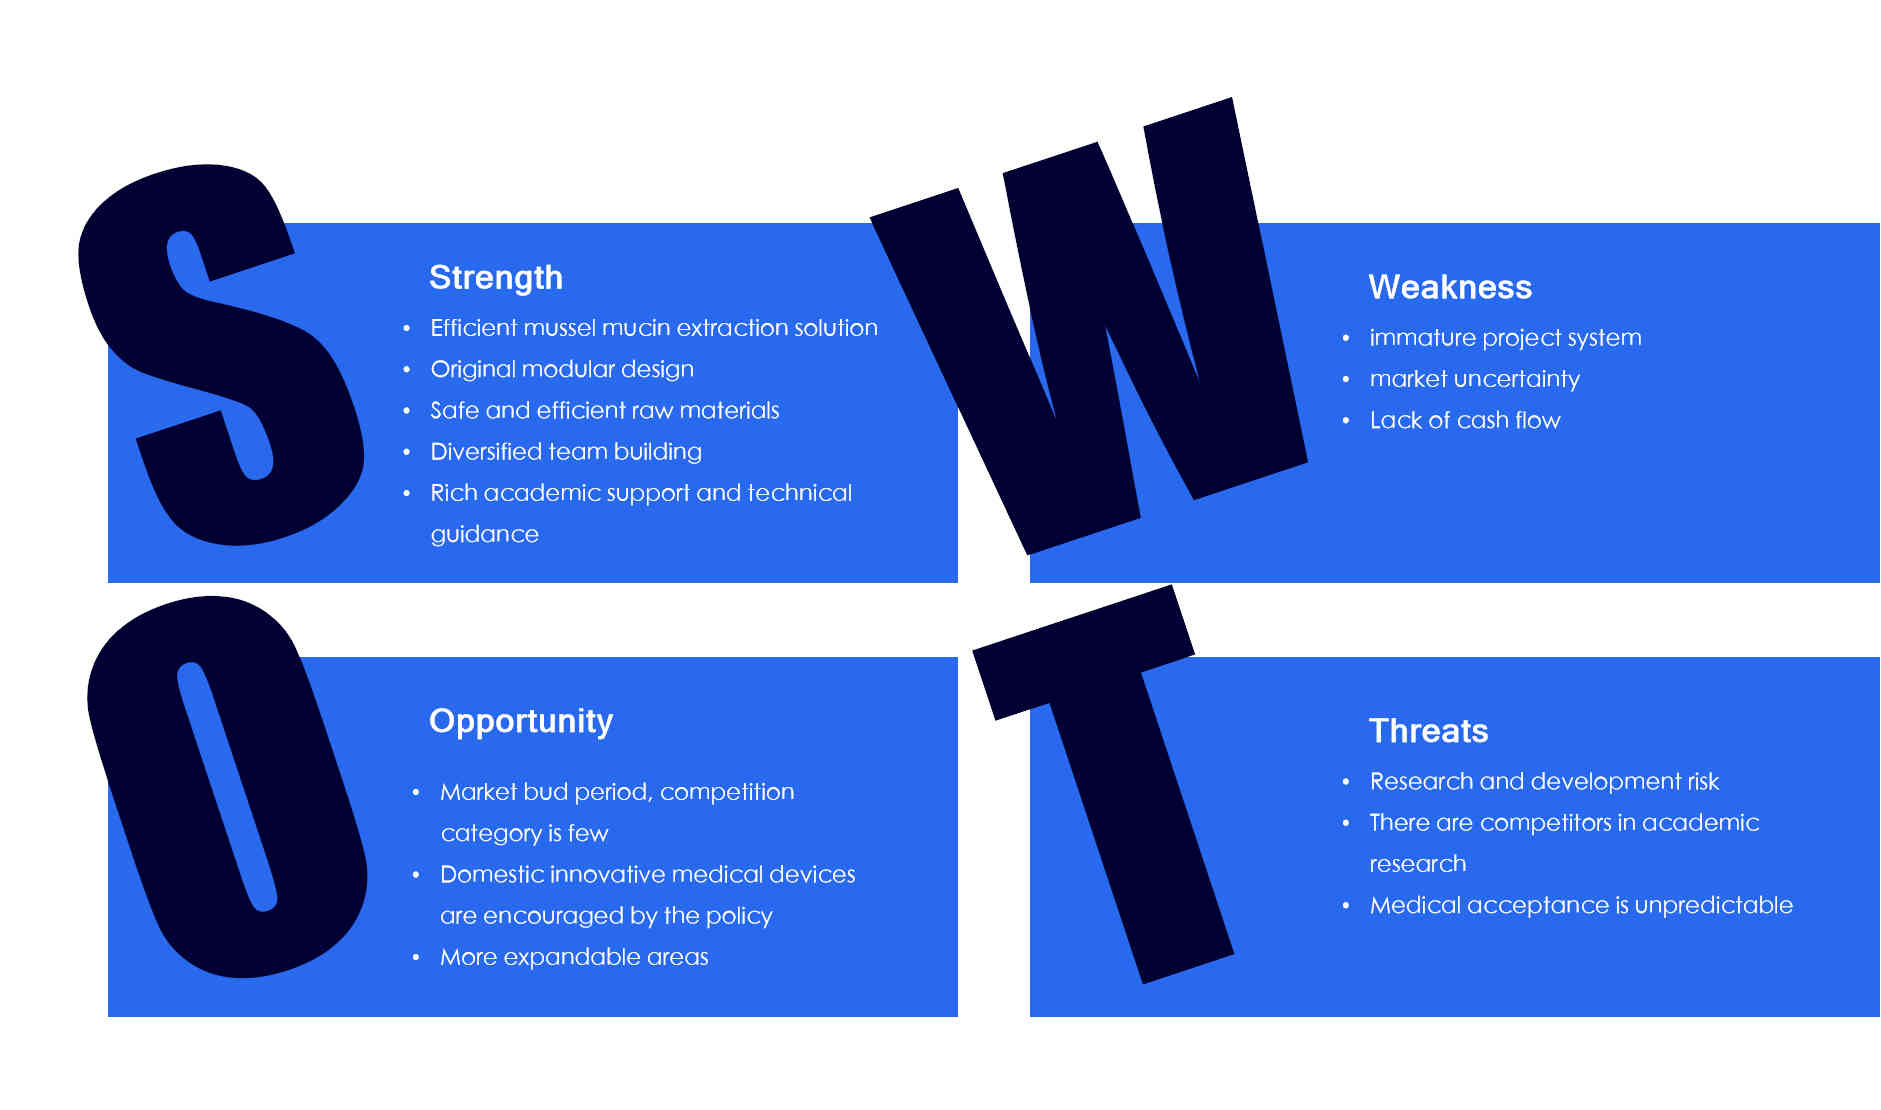 S
Strength
• Efficient mussel mucin extraction solution
• Original modular design
• Safe and efficient raw materials
• Diversified team building
• Rich academic support and technical
guidance
W
Weakness
• immature project system
• market uncertainty
• Lack of cash flow
O
Opportunity
• Market bud period, competition
category is few
• Domestic innovative medical devices
are encouraged by the policy
• More expandable areas
T
Threats
• Research and development risk
• There are competitors in academic
research
• Medical acceptance is unpredictable